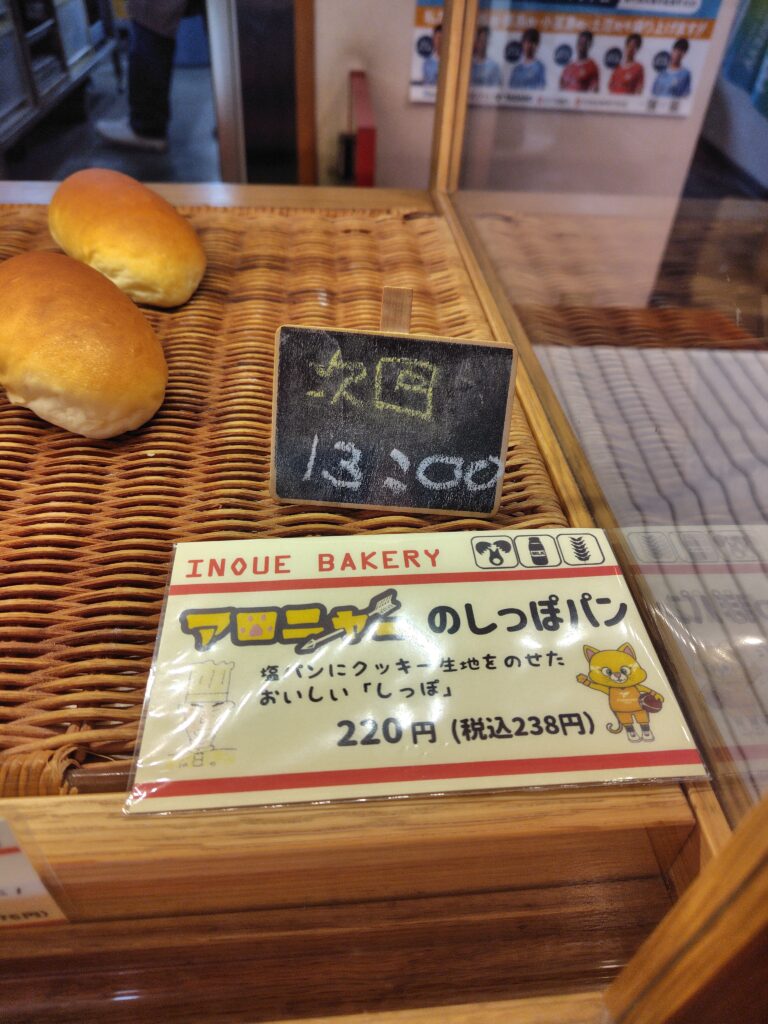 次回
13:00
INOUE BAKERY
アロニャミのしっぽパン
塩パンにクッキー生地をのせた
おいしい「しっぽ」
220円 (税込238円)